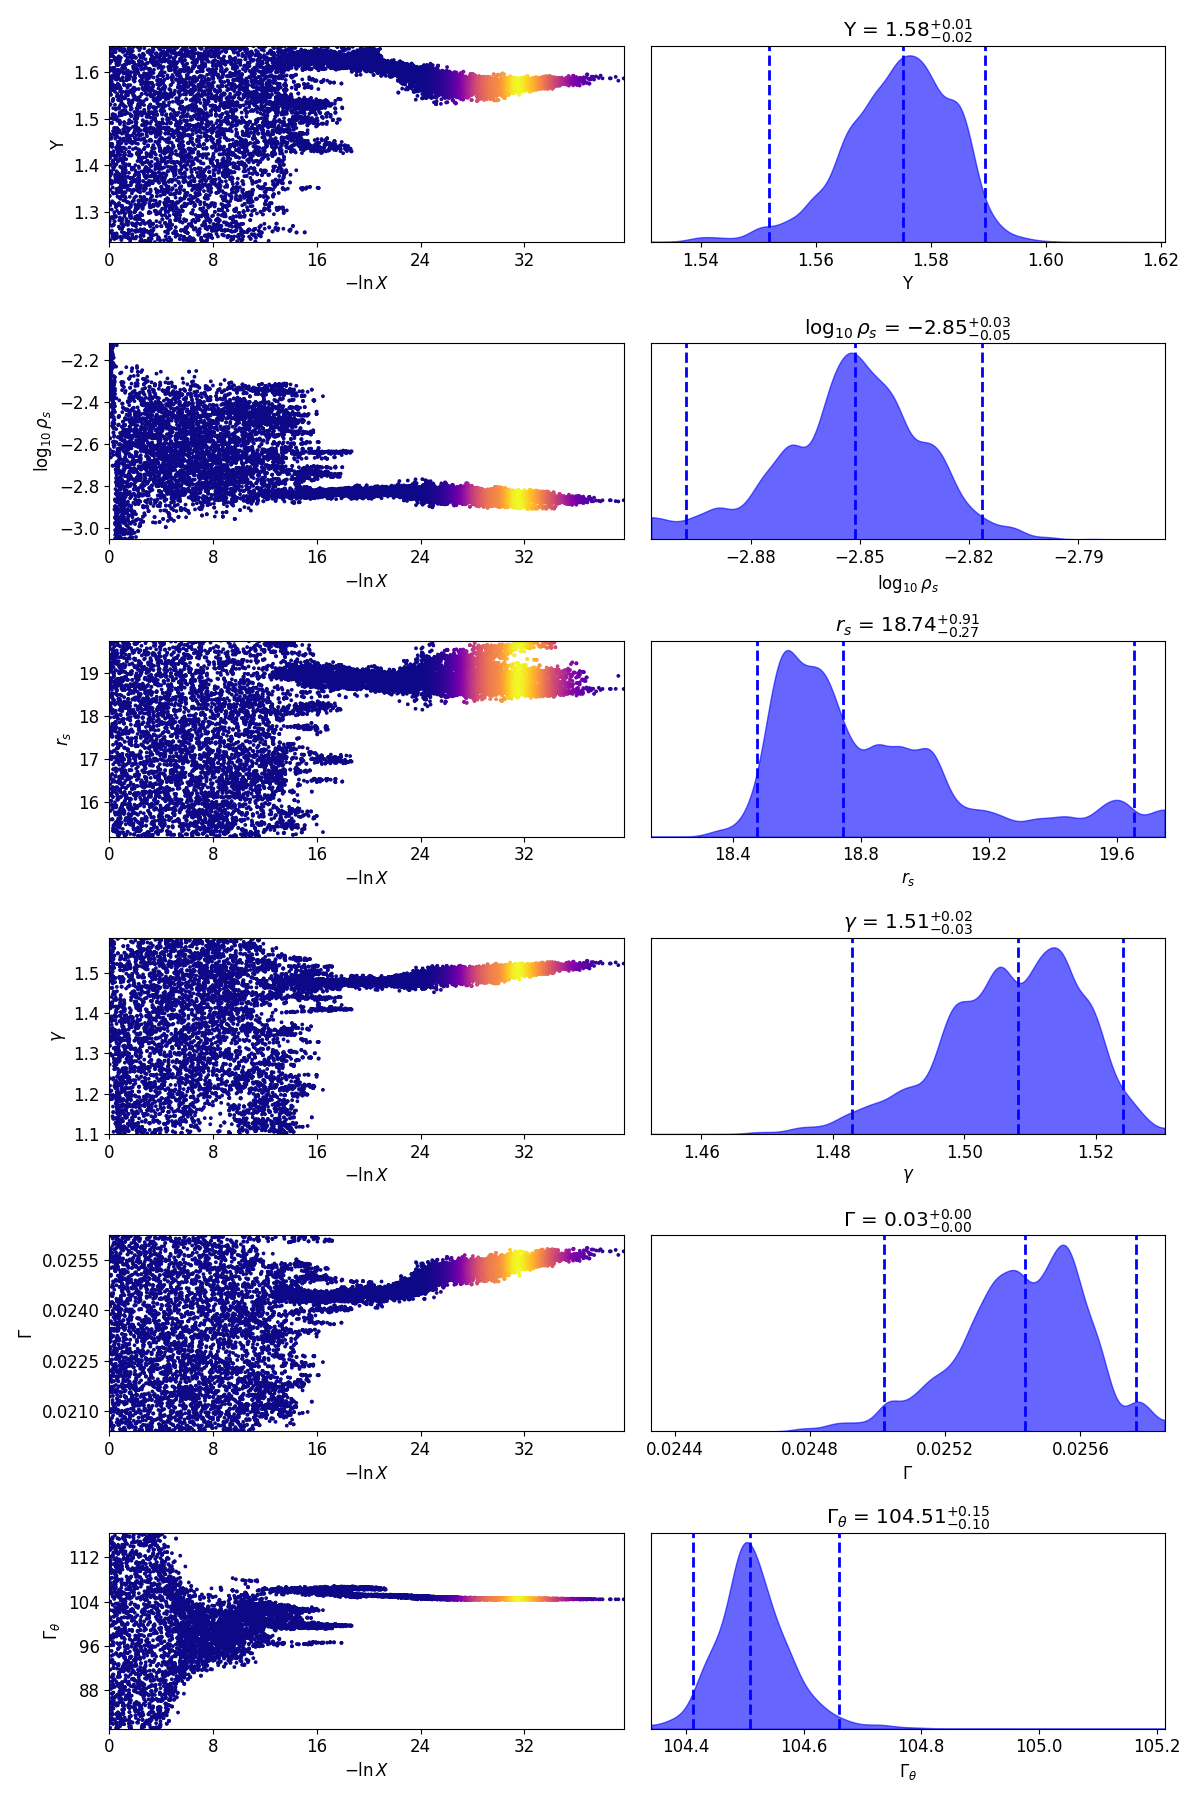 Υ = 1.58+0.01−0.02
1.6
1.5
1.4
1.3
Υ
0 8 16 24 32
−ln X
1.54 1.56 1.58 1.60 1.62
Υ
log10 ρs = −2.85+0.03−0.05
−2.2
−2.4
−2.6
−2.8
−3.0
log10 ρs
0 8 16 24 32
−ln X
−2.88 −2.85 −2.82 −2.79
log10 ρs
rs = 18.74+0.91−0.27
19
18
17
16
rs
0 8 16 24 32
−ln X
18.4 18.8 19.2 19.6
rs
γ = 1.51+0.02−0.03
1.5
1.4
1.3
1.2
1.1
γ
0 8 16 24 32
−ln X
1.46 1.48 1.50 1.52
γ
Γ = 0.03+0.00−0.00
0.0255
0.0240
0.0225
0.0210
Γ
0 8 16 24 32
−ln X
0.0244 0.0248 0.0252 0.0256
Γ
Γθ = 104.51+0.15−0.10
112
104
96
88
Γθ
0 8 16 24 32
−ln X
104.4 104.6 104.8 105.0 105.2
Γθ